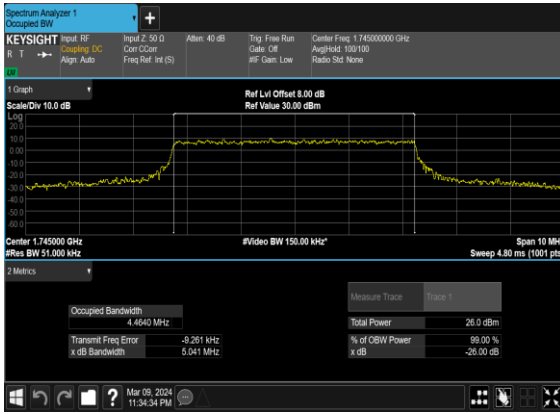 Spectrum Analyzer 1
Occupied BW
KEYSIGHT
R T
LW
Input: RF
Coupling: DC
Align: Auto
Input Z: 50 Ω
Corr CCorr
Freq Ref: Int (S)
Atten: 40 dB
Trig: Free Run
Gate: Off
#IF Gain: Low
Center Freq: 1.745000000 GHz
Avg|Hold: 100/100
Radio Std: None
1 Graph
Scale/Div 10.0 dB
Ref Lvl Offset 8.00 dB
Ref Value 30.00 dBm
Log
20.0
10.0
0.00
-10.0
-20.0
-30.0
-40.0
-50.0
-60.0
Center 1.745000 GHz
#Res BW 51.000 kHz
#Video BW 150.00 kHz*
Span 10 MH
Sweep 4.80 ms (1001 pts
2 Metrics
Measure Trace
Trace 1
Occupied Bandwidth
4.4640 MHz
Total Power
26.0 dBm
Transmit Freq Error
-9.261 kHz
% of OBW Power
99.00 %
x dB Bandwidth
5.041 MHz
x dB
-26.00 dB
?
Mar 09, 2024
11:34:34 PM